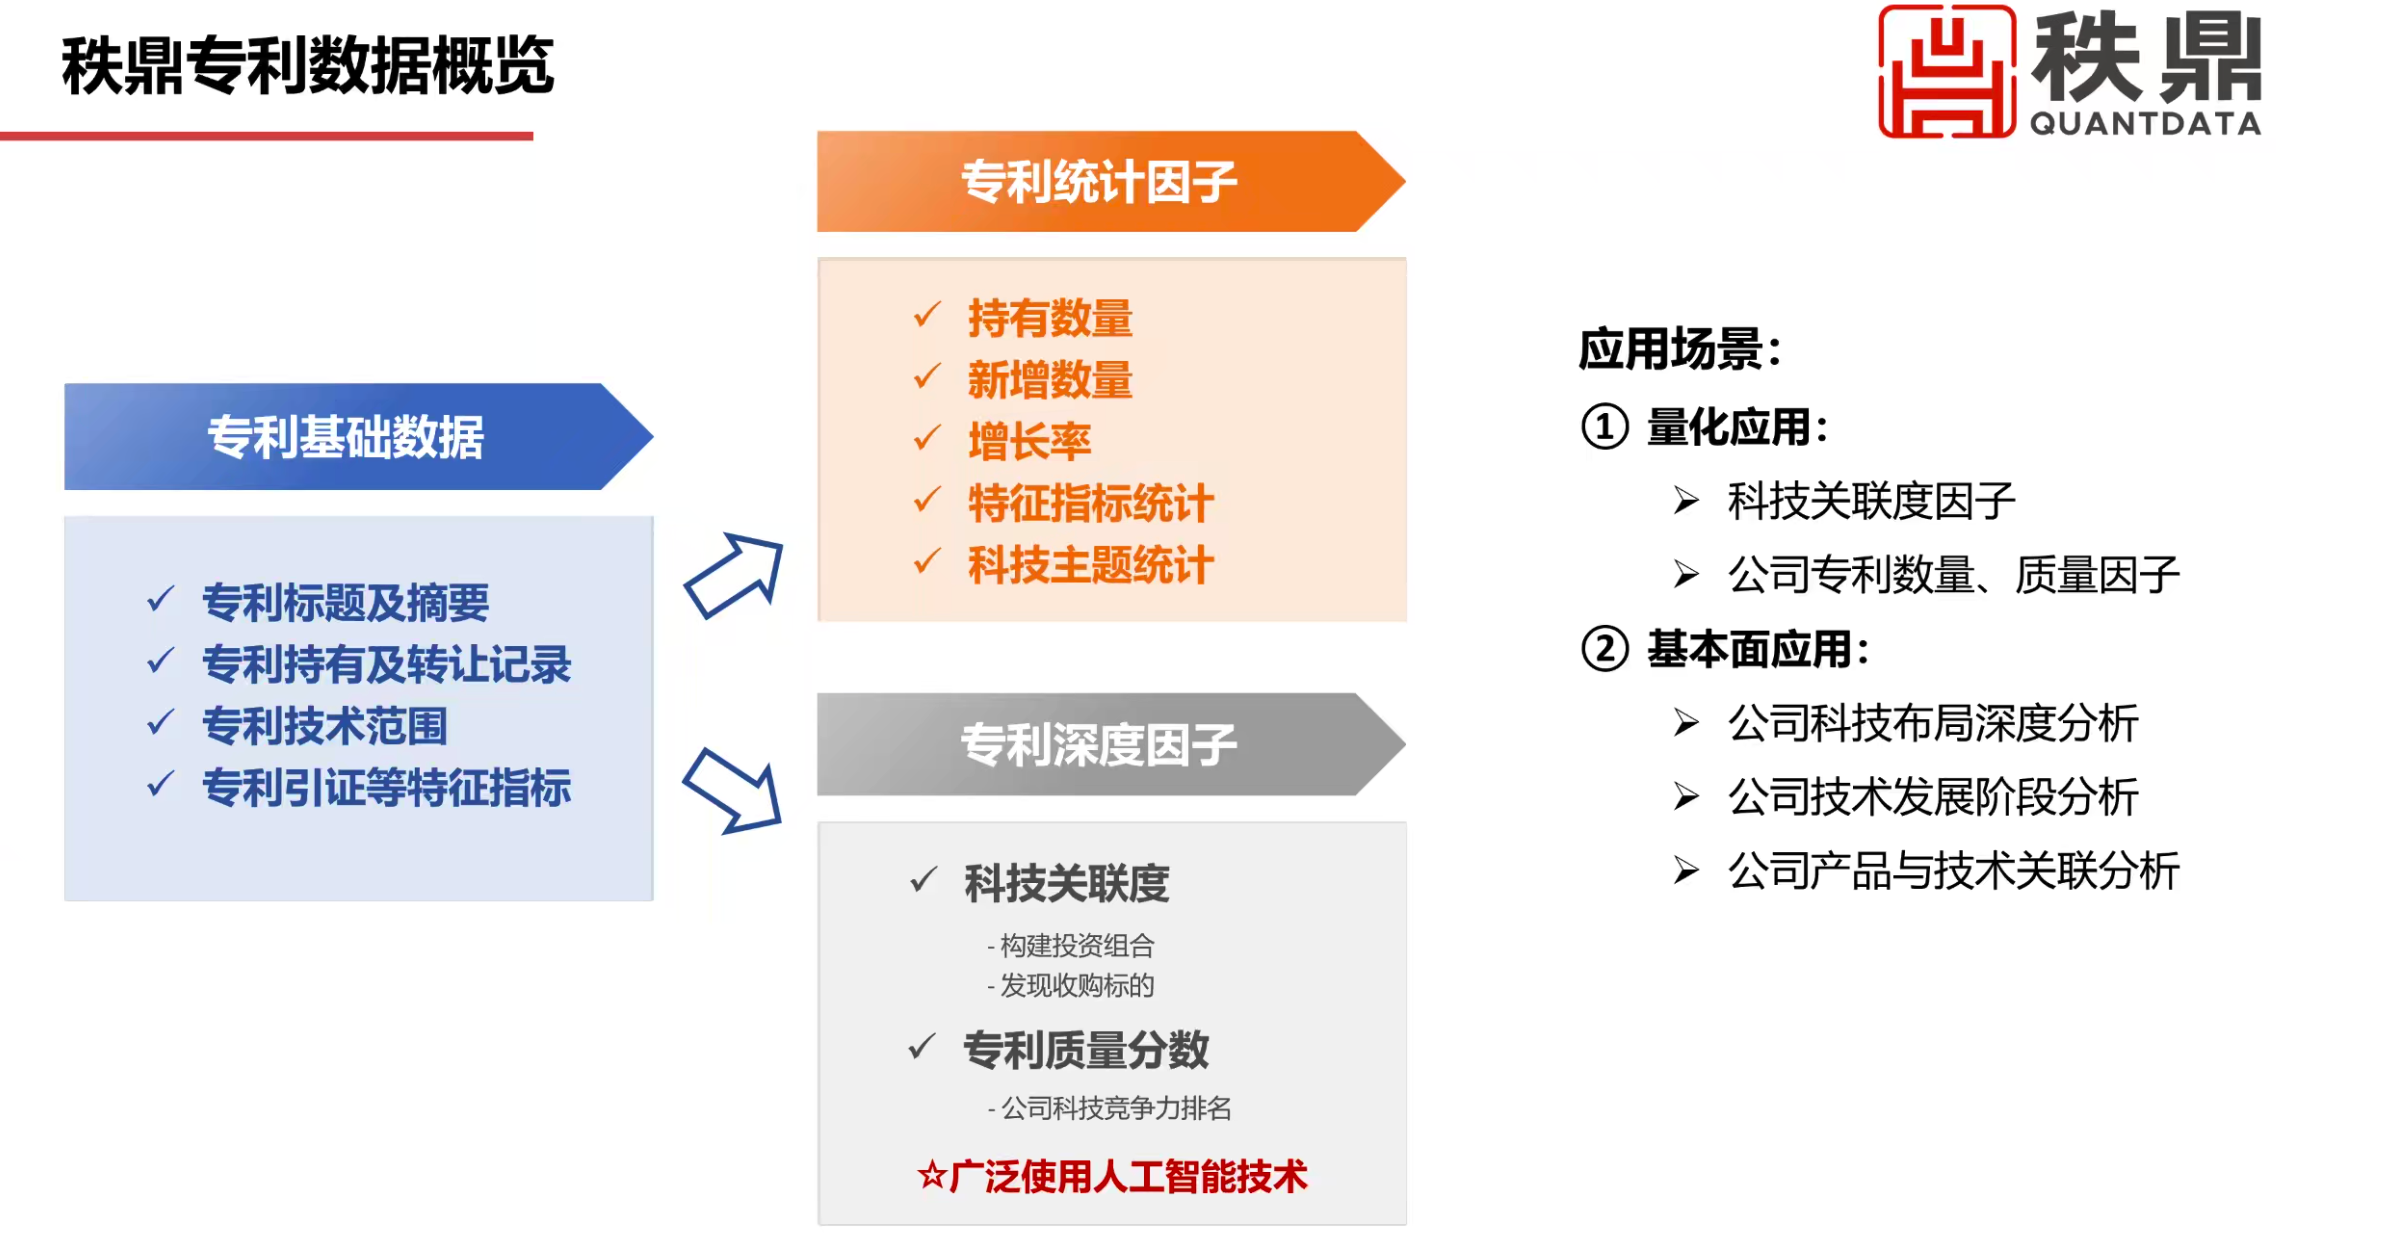 秩鼎专利数据概览
秩鼎
QUANTDATA
专利基础数据
✓ 专利标题及摘要
✓ 专利持有及转让记录
✓ 专利技术范围
✓ 专利引证等特征指标
专利统计因子
✓ 持有数量
✓ 新增数量
✓ 增长率
✓ 特征指标统计
✓ 科技主题统计
专利深度因子
✓ 科技关联度
- 构建投资组合
- 发现收购标的
✓ 专利质量分数
- 公司科技竞争力排名
☆广泛使用人工智能技术
应用场景：
① 量化应用：
➢ 科技关联度因子
➢ 公司专利数量、质量因子
② 基本面应用：
➢ 公司科技布局深度分析
➢ 公司技术发展阶段分析
➢ 公司产品与技术关联分析